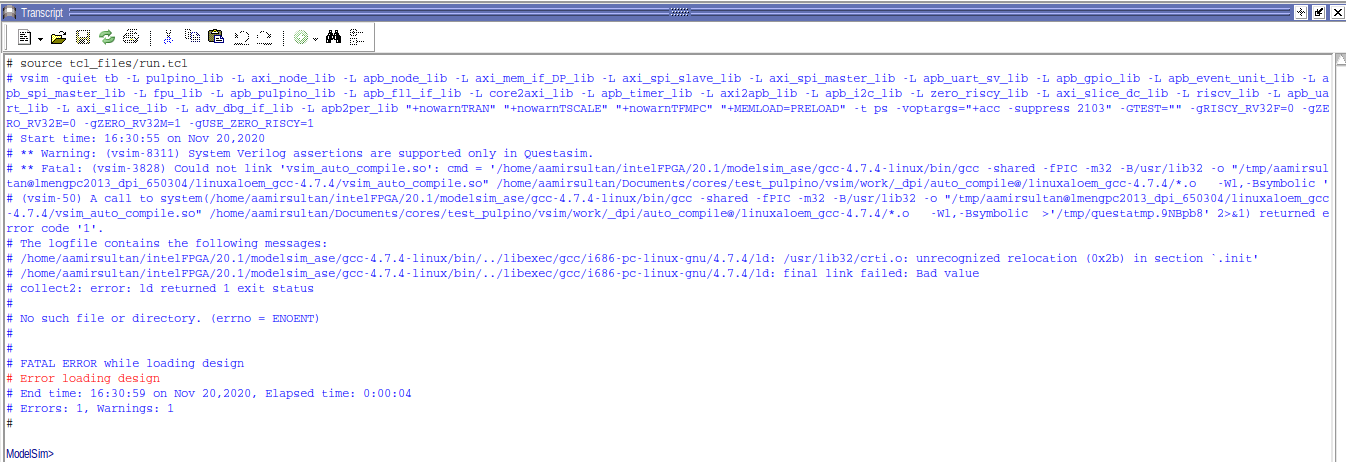 Transcript
# source tcl_files/run.tcl
# vsim -quiet tb -L pulpino_lib -L axi_node_lib -L apb_node_lib -L axi_mem_if_DP_lib -L axi_spi_slave_lib -L axi_spi_master_lib -L apb_uart_sv_lib -L apb_gpio_lib -L apb_event_unit_lib -L a
pb_spi_master_lib -L fpu_lib -L apb_pulpino_lib -L apb_fll_if_lib -L core2axi_lib -L apb_timer_lib -L axi2apb_lib -L apb_i2c_lib -L zero_riscy_lib -L axi_slice_dc_lib -L riscv_lib -L apb_ua
rt_lib -L axi_slice_lib -L adv_dbg_if_lib -L apb2per_lib "+nowarnTRAN" "+nowarnTSCALE" "+nowarnTFMPC" "+MEMLOAD=PRELOAD" -t ps -voptargs="+acc -suppress 2103" -GTEST="" -gRISCY_RV32F=0 -gZE
RO_RV32E=0 -gZERO_RV32M=1 -gUSE_ZERO_RISCY=1
# Start time: 16:30:55 on Nov 20,2020
# ** Warning: (vsim-8311) System Verilog assertions are supported only in Questasim.
# ** Fatal: (vsim-3828) Could not link 'vsim_auto_compile.so': cmd = '/home/aamirsultan/intelFPGA/20.1/modelsim_ase/gcc-4.7.4-linux/bin/gcc -shared -fPIC -m32 -B/usr/lib32 -o "/tmp/aamirsul
tan@lmengpc2013_dpi_650304/linuxaloem_gcc-4.7.4/vsim_auto_compile.so" /home/aamirsultan/Documents/cores/test_pulpino/vsim/work/_dpi/auto_compile@/linuxaloem_gcc-4.7.4/*.o   -Wl,-Bsymbolic '
# (vsim-50) A call to system(/home/aamirsultan/intelFPGA/20.1/modelsim_ase/gcc-4.7.4-linux/bin/gcc -shared -fPIC -m32 -B/usr/lib32 -o "/tmp/aamirsultan@lmengpc2013_dpi_650304/linuxaloem_gcc
-4.7.4/vsim_auto_compile.so" /home/aamirsultan/Documents/cores/test_pulpino/vsim/work/_dpi/auto_compile@/linuxaloem_gcc-4.7.4/*.o   -Wl,-Bsymbolic  >'/tmp/questatmp.9NBpb8' 2>&1) returned e
rror code '1'.
# The logfile contains the following messages:
# /home/aamirsultan/intelFPGA/20.1/modelsim_ase/gcc-4.7.4-linux/bin/../libexec/gcc/i686-pc-linux-gnu/4.7.4/ld: /usr/lib32/crti.o: unrecognized relocation (0x2b) in section `.init'
# /home/aamirsultan/intelFPGA/20.1/modelsim_ase/gcc-4.7.4-linux/bin/../libexec/gcc/i686-pc-linux-gnu/4.7.4/ld: final link failed: Bad value
# collect2: error: ld returned 1 exit status
#
# No such file or directory. (errno = ENOENT)
#
#
# FATAL ERROR while loading design
# Error loading design
# End time: 16:30:59 on Nov 20,2020, Elapsed time: 0:00:04
# Errors: 1, Warnings: 1
#
ModelSim>